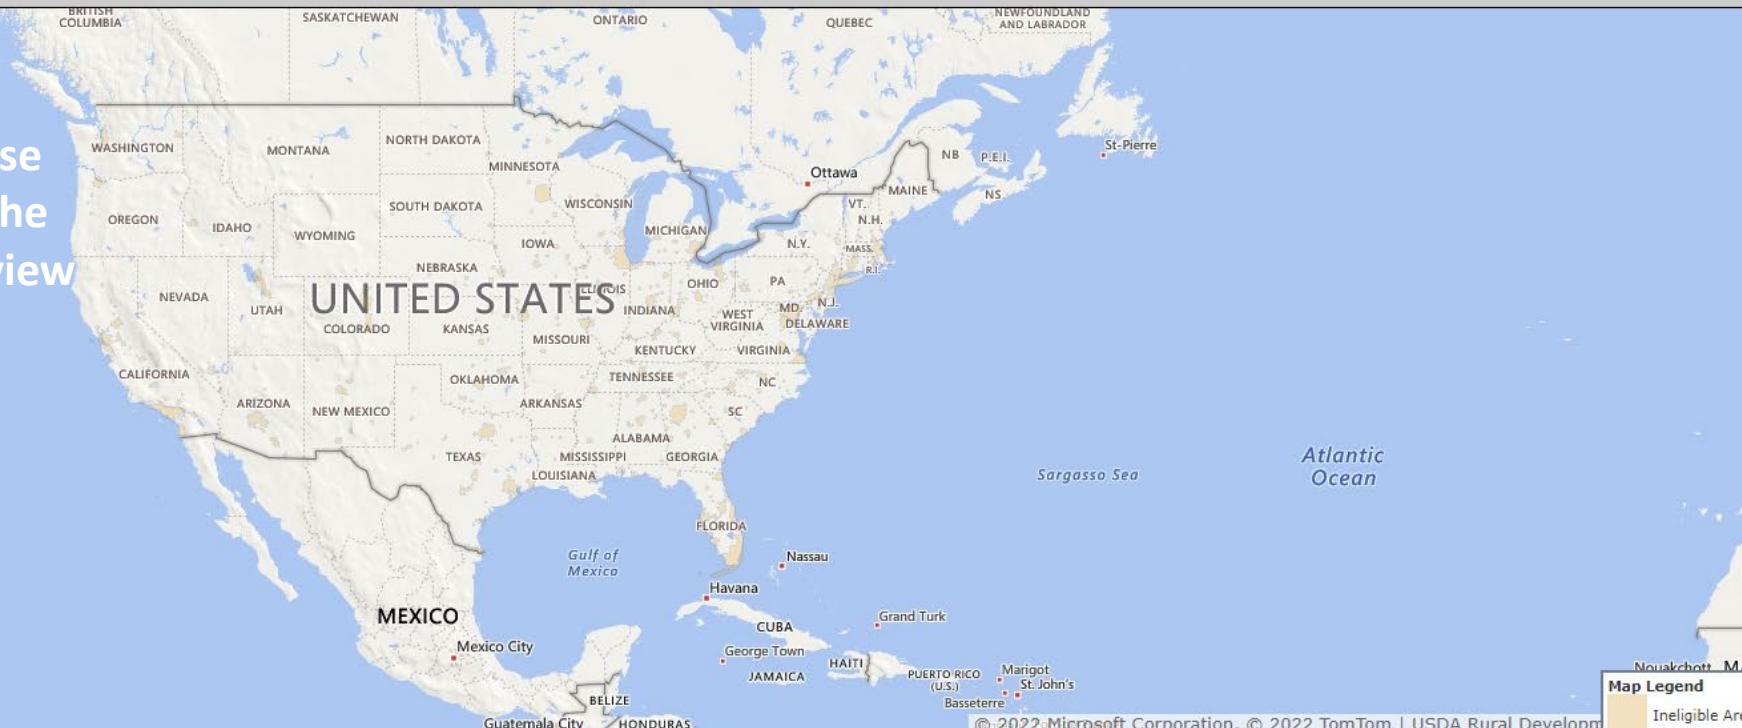 BRITISH
COLUMBIA
SASKATCHEWAN
ONTARIO
QUEBEC
NEWFOUNDLAND
AND LABRADOR
se
he
view
WASHINGTON
MONTANA
NORTH DAKOTA
MINNESOTA
Ottawa
NB
P.E.I.
St-Pierre
OREGON
IDAHO
WYOMING
SOUTH DAKOTA
WISCONSIN
MICHIGAN
VT.
N.H.
MAINE
NS
IOWA
N.Y.
MASS.
R.I.
NEBRASKA
NEVADA
UTAH
UNITED STATES
ILLINOIS
INDIANA
OHIO
PA
MD
N.J.
COLORADO
KANSAS
MISSOURI
WEST
VIRGINIA
DELAWARE
KENTUCKY
VIRGINIA
CALIFORNIA
OKLAHOMA
TENNESSEE
NC
ARIZONA
NEW MEXICO
ARKANSAS
SC
ALABAMA
TEXAS
MISSISSIPPI
GEORGIA
LOUISIANA
Sargasso Sea
Atlantic
Ocean
FLORIDA
Gulf of
Mexico
Nassau
Havana
MEXICO
CUBA
Grand Turk
Mexico City
George Town
HAITI
JAMAICA
PUERTO RICO
(U.S.)
Marigot
St. John's
Basseterre
BELIZE
Guatemala City
HONDURAS
Nouakchott
M
Map Legend
Ineligible Are
© 2022 Microsoft Corporation, © 2022 TomTom | USDA Rural Developm